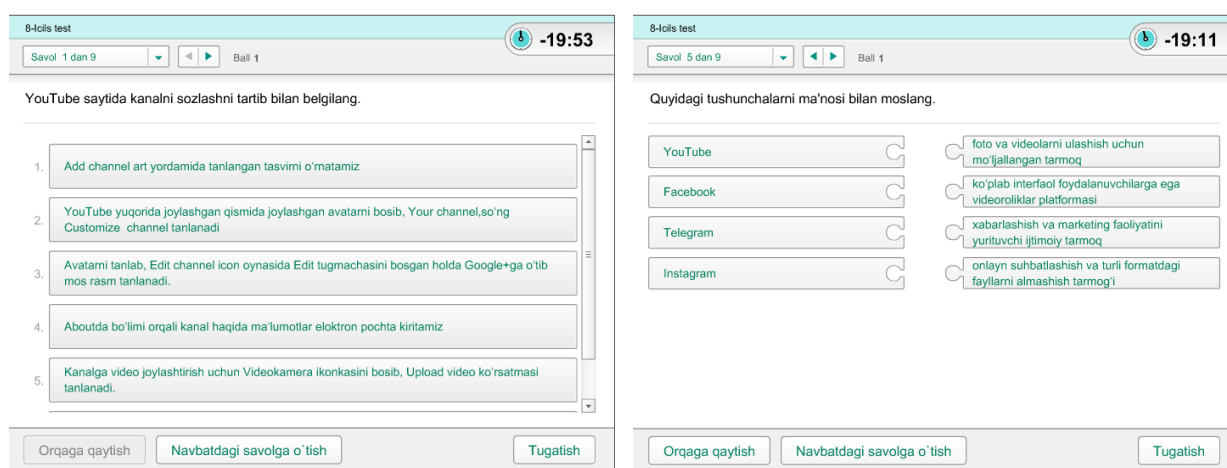 8-Icils test
-19:53
Savol 1 dan 9
Ball 1
YouTube saytida kanalni sozlashni tartib bilan belgilang.
1.
Add channel art yordamida tanlangan tasvirni o'rnatamiz
2.
YouTube yuqorida joylashgan qismida joylashgan avatarni bosib, Your channel,so'ng
Customize channel tanlanadi
3.
Avatarni tanlab, Edit channel icon oynasida Edit tugmachasini bosgan holda Google+ga o'tib
mos rasm tanlanadi.
4.
Aboutda bo'limi orqali kanal haqida ma'lumotlar eloktron pochta kiritamiz
5.
Kanalga video joylashtirish uchun Videokamera ikonkasini bosib, Upload video ko'rsatmasi
tanlanadi.
Orqaga qaytish
Navbatdagi savolga o`tish
Tugatish
8-Icils test
-19:11
Savol 5 dan 9
Ball 1
Quyidagi tushunchalarni ma'nosi bilan moslang.
YouTube
foto va videolarni ulashish uchun
mo'ljallangan tarmoq
Facebook
ko'plab interfaol foydalanuvchilarga ega
videoroliklar platformasi
Telegram
xabarlashish va marketing faoliyatini
yurituvchi ijtimoiy tarmoq
Instagram
onlayn suhbatlashish va turli formatdagi
fayllarni almashish tarmog'i
Orqaga qaytish
Navbatdagi savolga o`tish
Tugatish